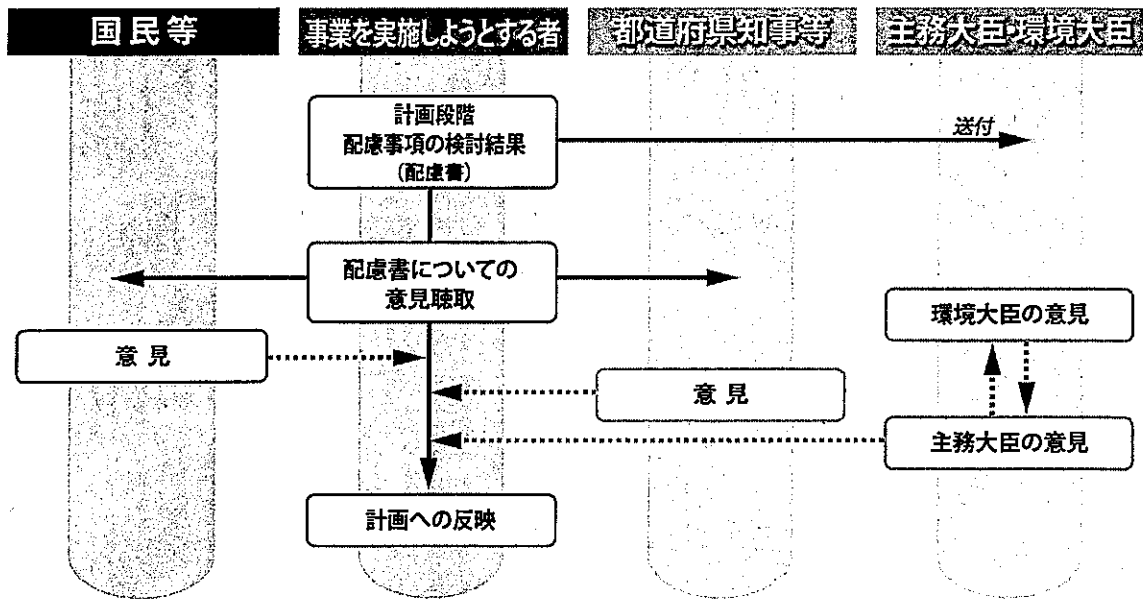 国民等
事業を実施しようとする者
都道府県知事等
主務大臣・環境大臣
計画段階
配慮事項の検討結果
(配慮書)
送付
配慮書についての
意見聴取
環境大臣の意見
意見
意見
主務大臣の意見
計画への反映